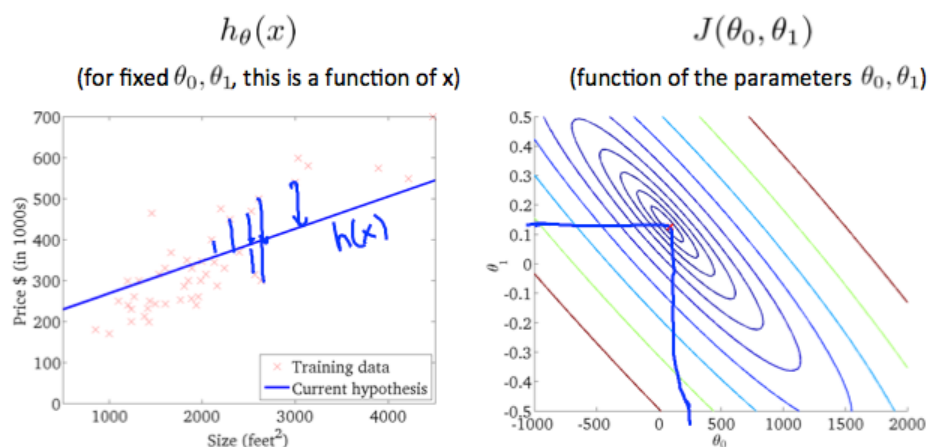 h_θ(x)
(for fixed θ₀, θ₁, this is a function of x)
700
600
500
400
300
200
100
0
Price $ (in 1000s)
h(x)
× Training data
Current hypothesis
1000 2000 3000 4000
Size (feet²)
J(θ₀, θ₁)
(function of the parameters θ₀, θ₁)
0.5
0.4
0.3
0.2
0.1
0
-0.1
-0.2
-0.3
-0.4
-0.5
θ₁
-1000 -500 0 500 1000 1500 2000
θ₀